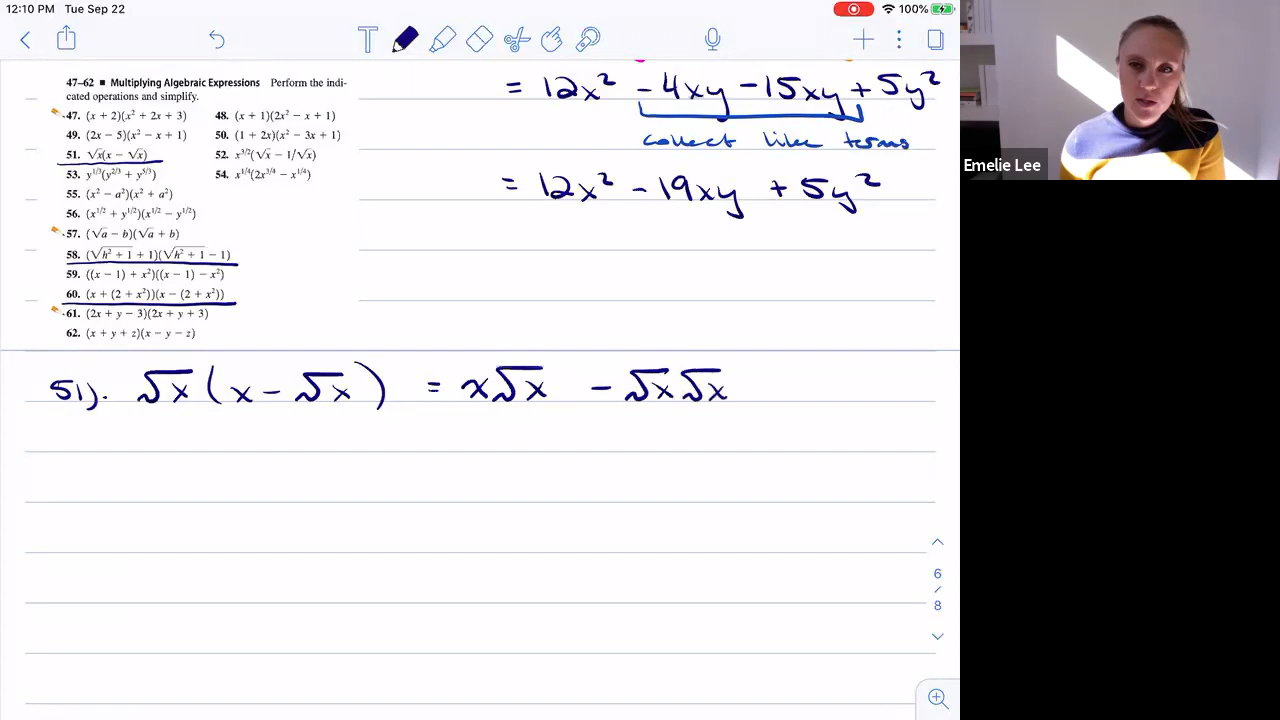 12:10 PM Tue Sep 22
100%
47–62 ■ Multiplying Algebraic Expressions Perform the indi-
cated operations and simplify.
47. (x + 2)(x² + 2x + 3) 48. (x + 1)(2x² − x + 1)
49. (2x − 5)(x² − x + 1) 50. (1 + 2x)(x² − 3x + 1)
51. √x(x − √x) 52. x^{3/2}(√x − 1/√x)
53. y^{1/3}(y^{2/3} + y^{5/3}) 54. x^{1/4}(2x^{3/4} − x^{1/4})
55. (x² − a²)(x² + a²)
56. (x^{1/2} + y^{1/2})(x^{1/2} − y^{1/2})
57. (√a − b)(√a + b)
58. (√(h² + 1) + 1)(√(h² + 1) − 1)
59. ((x − 1) + x²)((x − 1) − x²)
60. (x + (2 + x²))(x − (2 + x²))
61. (2x + y − 3)(2x + y + 3)
62. (x + y + z)(x − y − z)
= 12x² − 4xy − 15xy + 5y²
collect like terms
= 12x² − 19xy + 5y²
51). √x (x − √x) = x√x − √x√x
6
/
8
Emelie Lee